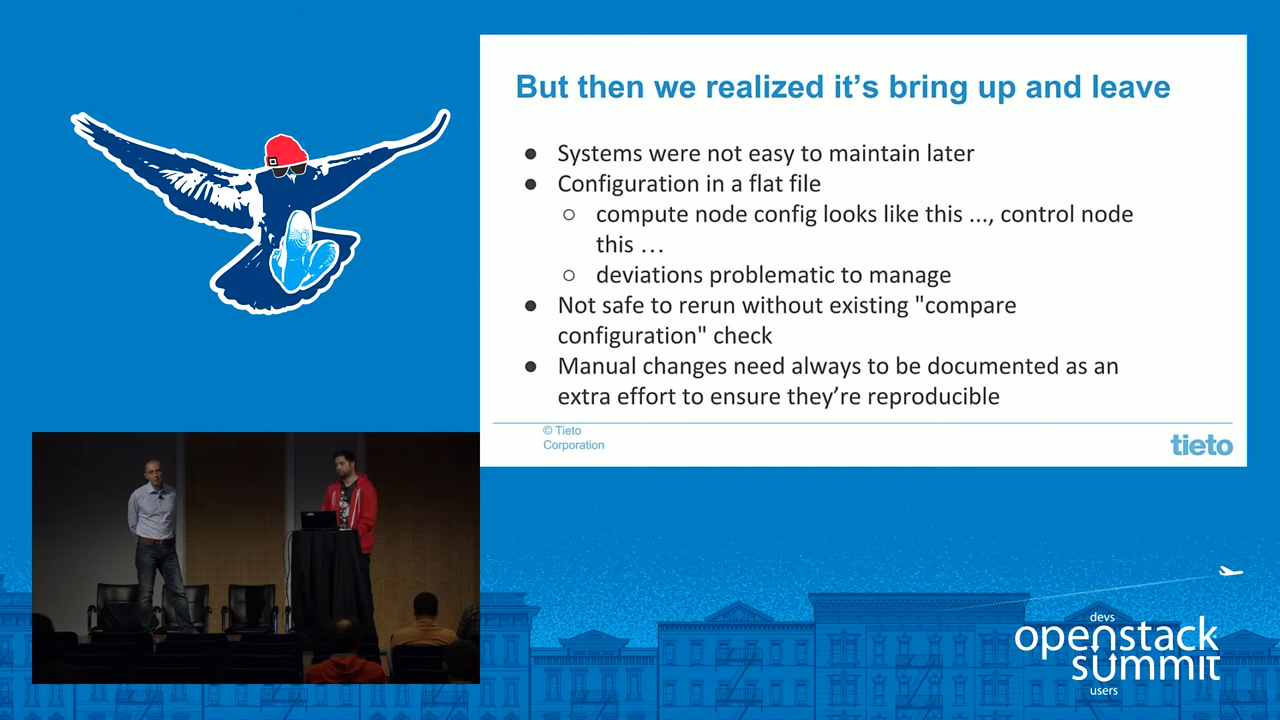 But then we realized it’s bring up and leave
● Systems were not easy to maintain later
● Configuration in a flat file
○ compute node config looks like this ..., control node
this …
○ deviations problematic to manage
● Not safe to rerun without existing "compare
configuration" check
● Manual changes need always to be documented as an
extra effort to ensure they’re reproducible
© Tieto
Corporation
tieto
devs
openstack
summit
users